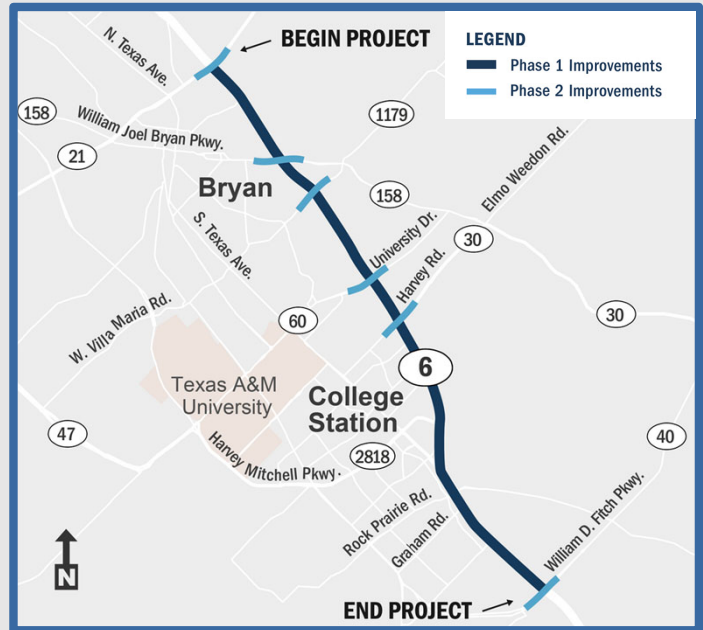 BEGIN PROJECT
LEGEND
Phase 1 Improvements
Phase 2 Improvements
N. Texas Ave.
158
William Joel Bryan Pkwy.
1179
21
Elmo Weedon Rd.
Bryan
158
S. Texas Ave.
University Dr.
30
Harvey Rd.
W. Villa Maria Rd.
60
30
6
Texas A&M
University
College
Station
47
40
Harvey Mitchell Pkwy.
2818
Rock Prairie Rd.
Graham Rd.
William D. Fitch Pkwy.
N
END PROJECT